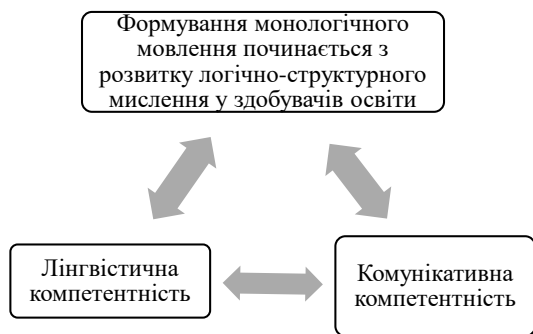 Формування монологічного
мовлення починається з
розвитку логічно-структурного
мислення у здобувачів освіти
Лінгвістична
компетентність
Комунікативна
компетентність